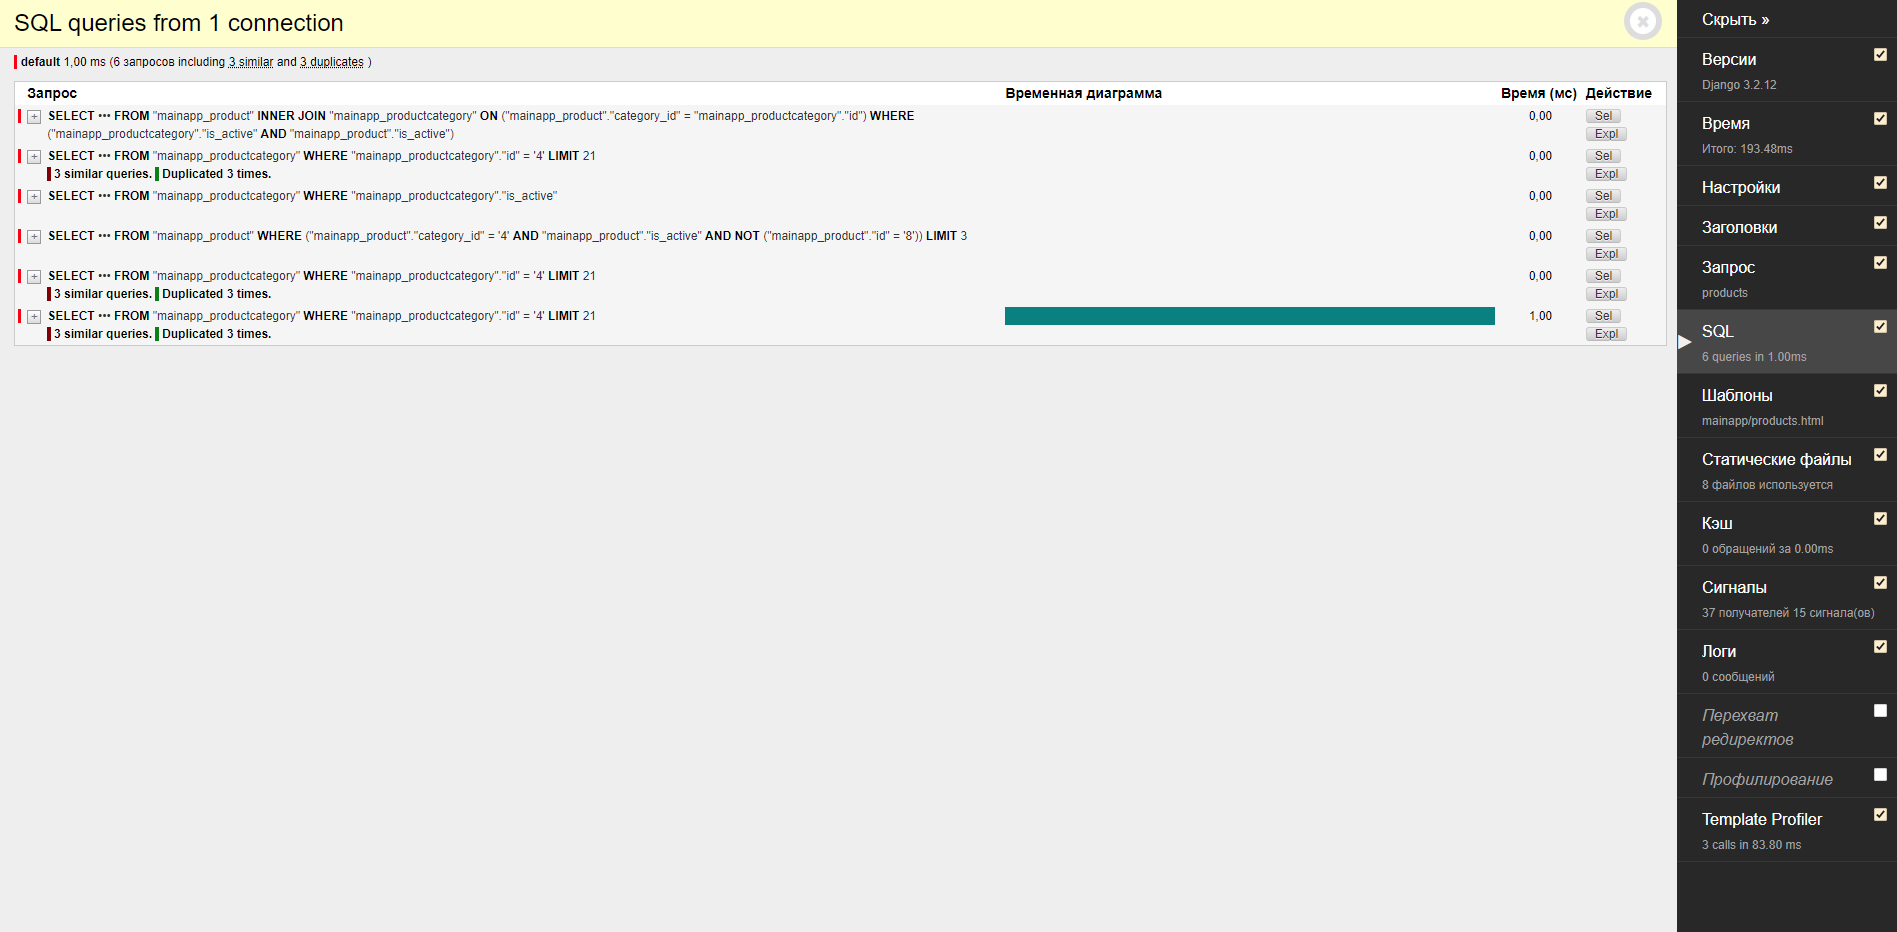 SQL queries from 1 connection
default 1,00 ms (6 запросов including 3 similar and 3 duplicates )
Запрос Временная диаграмма Время (мс) Действие
+ SELECT ••• FROM "mainapp_product" INNER JOIN "mainapp_productcategory" ON ("mainapp_product"."category_id" = "mainapp_productcategory"."id") WHERE 0,00 Sel
("mainapp_productcategory"."is_active" AND "mainapp_product"."is_active") Expl
+ SELECT ••• FROM "mainapp_productcategory" WHERE "mainapp_productcategory"."id" = '4' LIMIT 21 0,00 Sel
3 similar queries. Duplicated 3 times. Expl
+ SELECT ••• FROM "mainapp_productcategory" WHERE "mainapp_productcategory"."is_active" 0,00 Sel
Expl
+ SELECT ••• FROM "mainapp_product" WHERE ("mainapp_product"."category_id" = '4' AND "mainapp_product"."is_active" AND NOT ("mainapp_product"."id" = '8')) LIMIT 3 0,00 Sel
Expl
+ SELECT ••• FROM "mainapp_productcategory" WHERE "mainapp_productcategory"."id" = '4' LIMIT 21 0,00 Sel
3 similar queries. Duplicated 3 times. Expl
+ SELECT ••• FROM "mainapp_productcategory" WHERE "mainapp_productcategory"."id" = '4' LIMIT 21 1,00 Sel
3 similar queries. Duplicated 3 times. Expl
Скрыть »
Версии
Django 3.2.12
Время
Итого: 193.48ms
Настройки
Заголовки
Запрос
products
SQL
6 queries in 1.00ms
Шаблоны
mainapp/products.html
Статические файлы
8 файлов используется
Кэш
0 обращений за 0.00ms
Сигналы
37 получателей 15 сигнала(ов)
Логи
0 сообщений
Перехват
редиректов
Профилирование
Template Profiler
3 calls in 83.80 ms